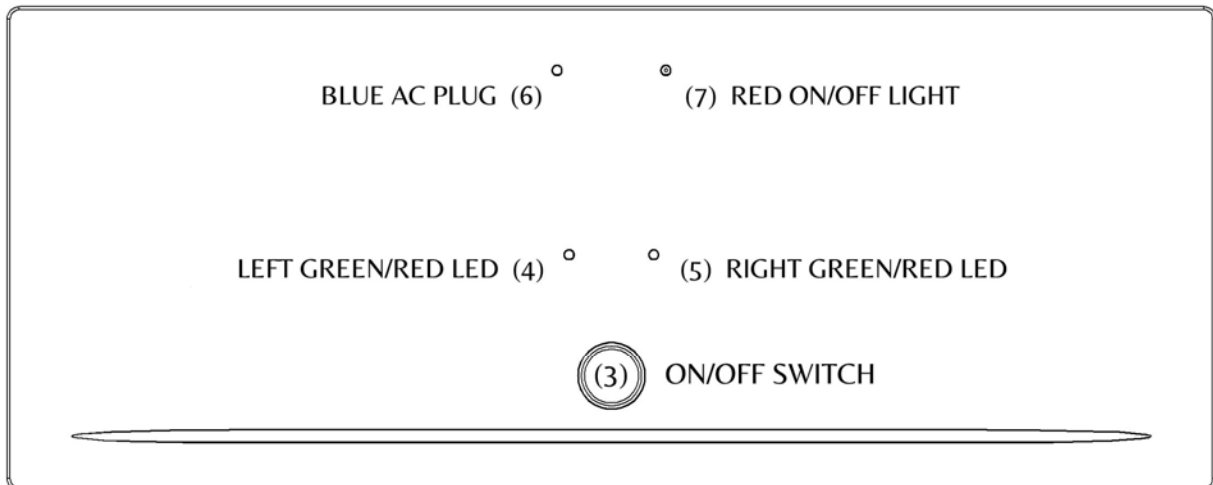 BLUE AC PLUG (6)
(7) RED ON/OFF LIGHT
LEFT GREEN/RED LED (4)
(5) RIGHT GREEN/RED LED
(3) ON/OFF SWITCH